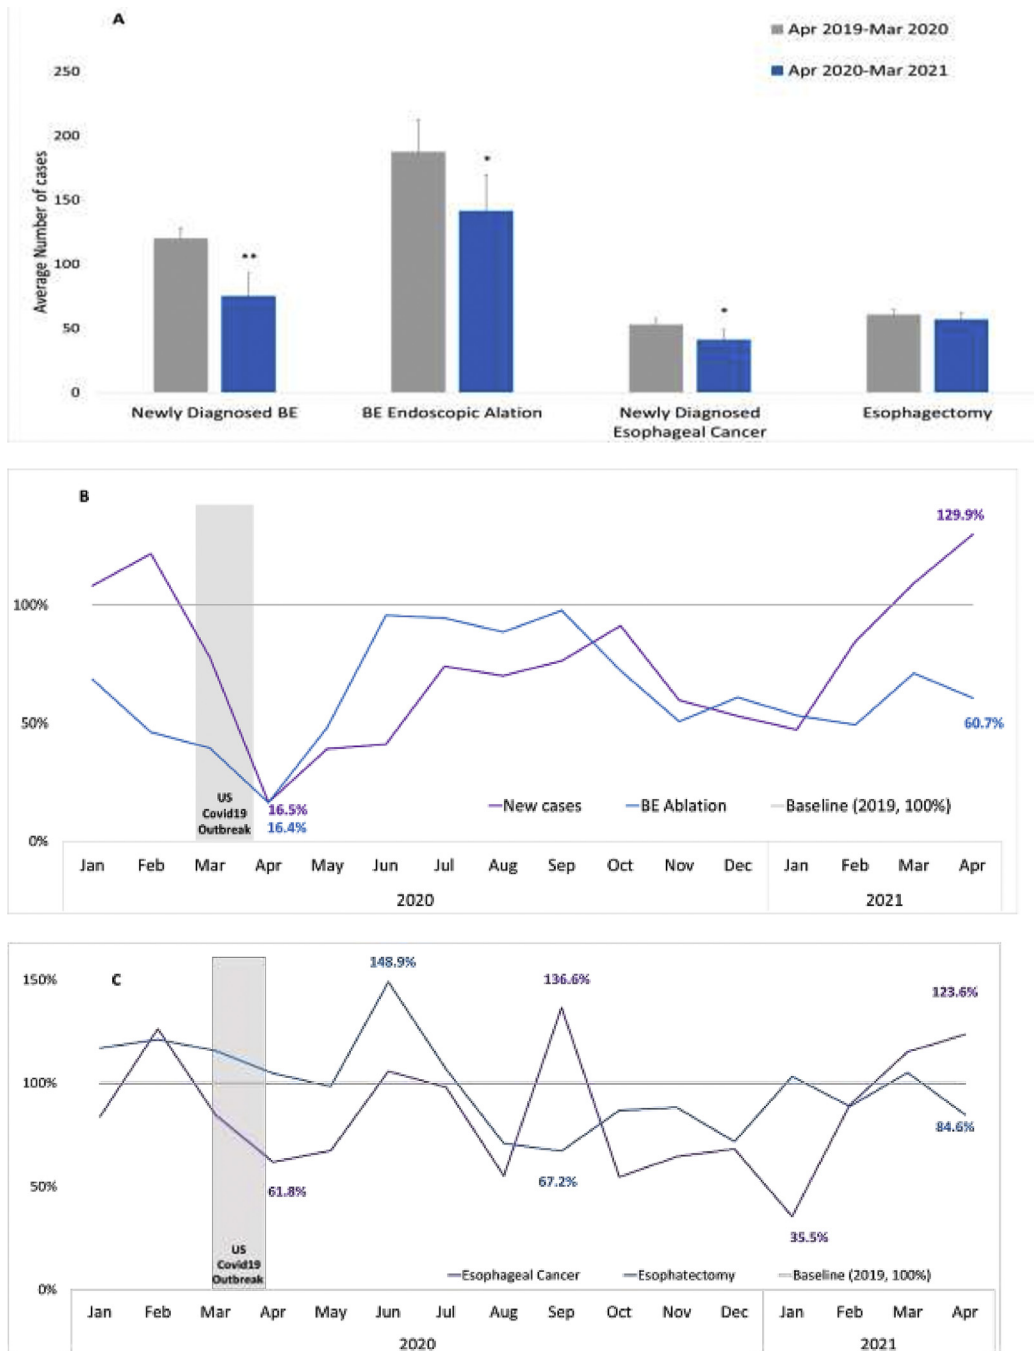 A
Apr 2019-Mar 2020
Apr 2020-Mar 2021
Average Number of cases
250
200
150
100
50
0
**
*
*
Newly Diagnosed BE
BE Endoscopic Alation
Newly Diagnosed
Esophageal Cancer
Esophagectomy
B
129.9%
100%
50%
0%
60.7%
16.5%
16.4%
US
Covid19
Outbreak
New cases
BE Ablation
Baseline (2019, 100%)
Jan Feb Mar Apr May Jun Jul Aug Sep Oct Nov Dec Jan Feb Mar Apr
2020 2021
C
150%
100%
50%
0%
148.9%
136.6%
123.6%
84.6%
67.2%
61.8%
35.5%
US
Covid19
Outbreak
Esophageal Cancer
Esophatectomy
Baseline (2019, 100%)
Jan Feb Mar Apr May Jun Jul Aug Sep Oct Nov Dec Jan Feb Mar Apr
2020 2021